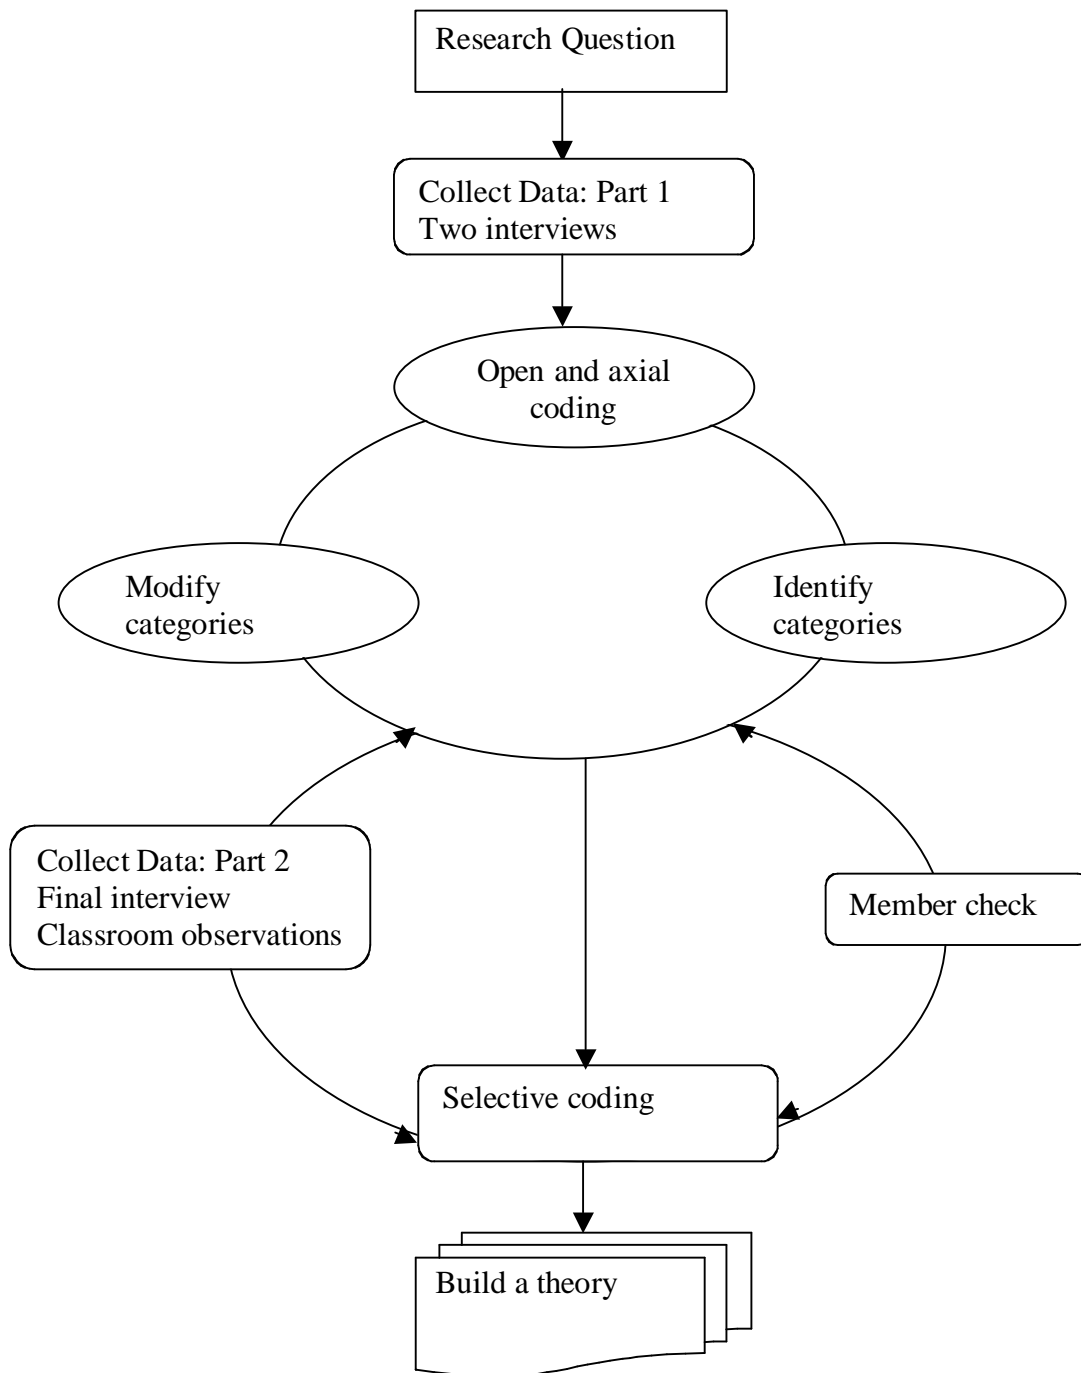 Research Question
Collect Data: Part 1
Two interviews
Open and axial
coding
Modify
categories
Identify
categories
Collect Data: Part 2
Final interview
Classroom observations
Member check
Selective coding
Build a theory